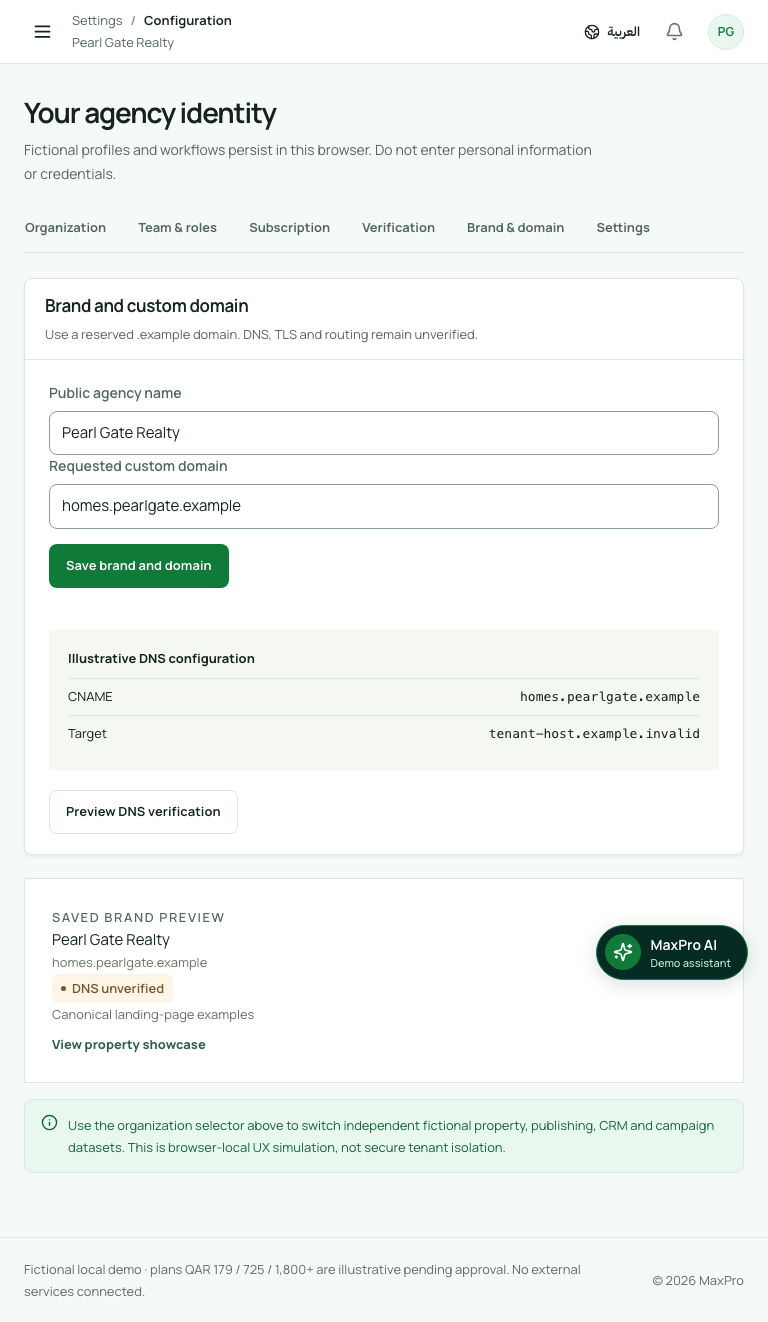 Settings / Configuration
Pearl Gate Realty
العربية
PG
Your agency identity
Fictional profiles and workflows persist in this browser. Do not enter personal information
or credentials.
Organization Team & roles Subscription Verification Brand & domain Settings
Brand and custom domain
Use a reserved .example domain. DNS, TLS and routing remain unverified.
Public agency name
Pearl Gate Realty
Requested custom domain
homes.pearlgate.example
Save brand and domain
Illustrative DNS configuration
CNAME homes.pearlgate.example
Target tenant-host.example.invalid
Preview DNS verification
SAVED BRAND PREVIEW
Pearl Gate Realty
homes.pearlgate.example
DNS unverified
Canonical landing-page examples
View property showcase
MaxPro AI
Demo assistant
Use the organization selector above to switch independent fictional property, publishing, CRM and campaign
datasets. This is browser-local UX simulation, not secure tenant isolation.
Fictional local demo · plans QAR 179 / 725 / 1,800+ are illustrative pending approval. No external
services connected.
© 2026 MaxPro